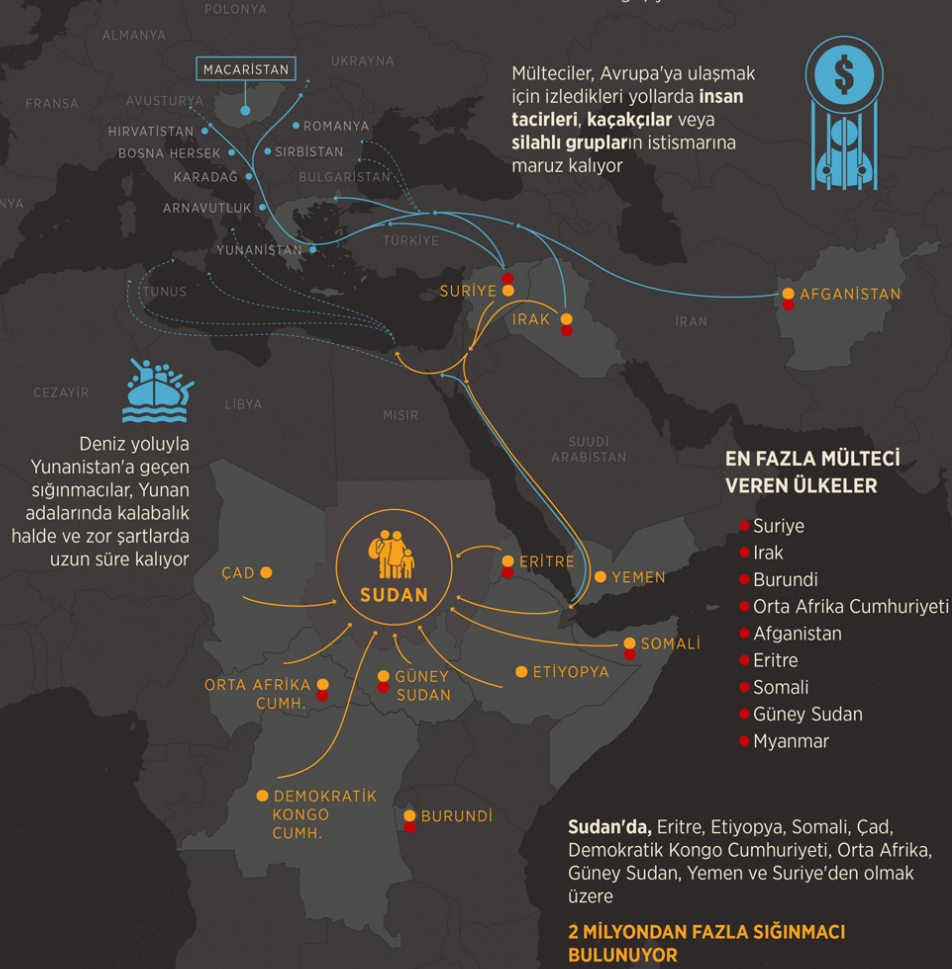 POLONYA
ALMANYA
UKRAYNA
MACARİSTAN
FRANSA
AVUSTURYA
HIRVATİSTAN
ROMANYA
BOSNA HERSEK
SIRBİSTAN
KARADAĞ
BULGARİSTAN
ARNAVUTLUK
YUNANİSTAN
TÜRKİYE
Mülteciler, Avrupa'ya ulaşmak
için izledikleri yollarda insan
tacirleri, kaçakçılar veya
silahlı grupların istismarına
maruz kalıyor
$
TUNUS
SURİYE
IRAK
İRAN
AFGANİSTAN
CEZAYİR
LİBYA
MISIR
SUUDİ
ARABİSTAN
Deniz yoluyla
Yunanistan'a geçen
sığınmacılar, Yunan
adalarında kalabalık
halde ve zor şartlarda
uzun süre kalıyor
EN FAZLA MÜLTECİ
VEREN ÜLKELER
Suriye
Irak
Burundi
Orta Afrika Cumhuriyeti
Afganistan
Eritre
Somali
Güney Sudan
Myanmar
ÇAD
SUDAN
ERİTRE
YEMEN
SOMALİ
ETİYOPYA
ORTA AFRİKA
CUMH.
GÜNEY
SUDAN
DEMOKRATİK
KONGO
CUMH.
BURUNDİ
Sudan'da, Eritre, Etiyopya, Somali, Çad,
Demokratik Kongo Cumhuriyeti, Orta Afrika,
Güney Sudan, Yemen ve Suriye'den olmak
üzere
2 MİLYONDAN FAZLA SIĞINMACI
BULUNUYOR